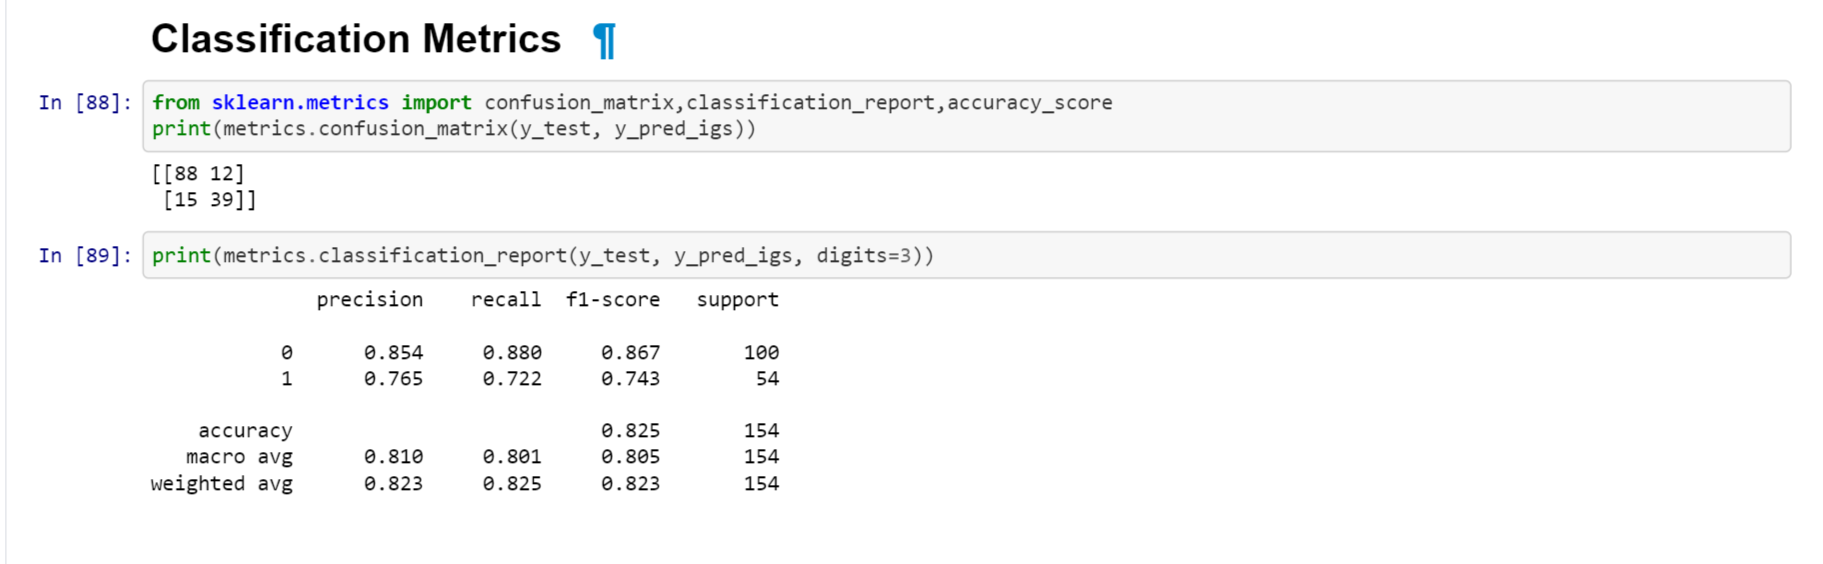 Classification Metrics ¶
In [88]: from sklearn.metrics import confusion_matrix,classification_report,accuracy_score
print(metrics.confusion_matrix(y_test, y_pred_igs))
[[88 12]
 [15 39]]
In [89]: print(metrics.classification_report(y_test, y_pred_igs, digits=3))
precision recall f1-score support
0 0.854 0.880 0.867 100
1 0.765 0.722 0.743 54
accuracy 0.825 154
macro avg 0.810 0.801 0.805 154
weighted avg 0.823 0.825 0.823 154